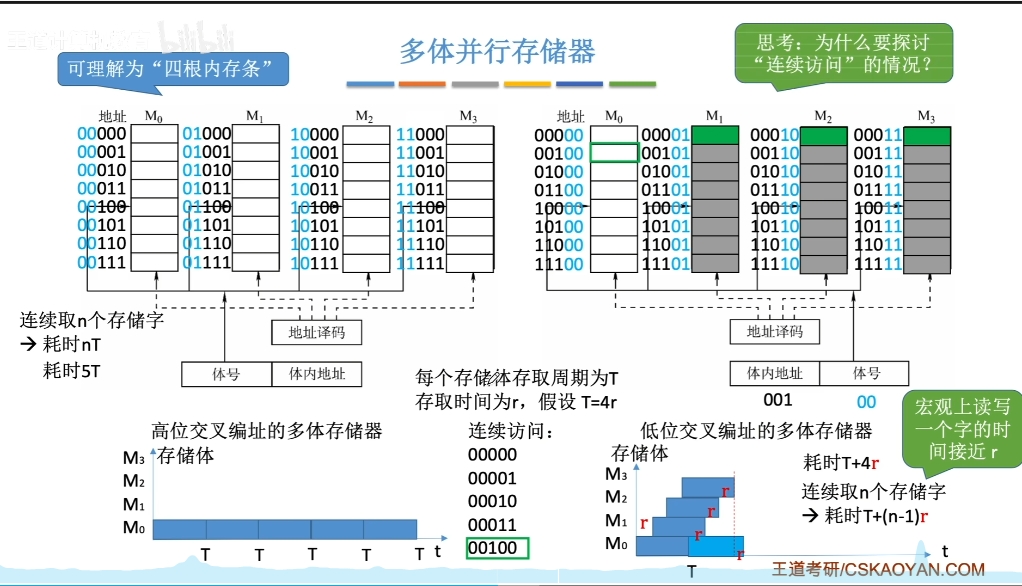 多体并行存储器
可理解为“四根内存条”
思考：为什么要探讨
“连续访问”的情况？
地址 M₀ M₁ M₂ M₃
00000 01000 10000 11000
00001 01001 10001 11001
00010 01010 10010 11010
00011 01011 10011 11011
00100 01100 10100 11100
00101 01101 10101 11101
00110 01110 10110 11110
00111 01111 10111 11111
地址译码
体号 体内地址
连续取n个存储字
→ 耗时nT
耗时5T
地址 M₀ M₁ M₂ M₃
00000 00001 00010 00011
00100 00101 00110 00111
01000 01001 01010 01011
01100 01101 01110 01111
10000 10001 10010 10011
10100 10101 10110 10111
11000 11001 11010 11011
11100 11101 11110 11111
地址译码
体内地址 体号
001 00
每个存储体存取周期为T
存取时间为r，假设 T=4r
高位交叉编址的多体存储器
存储体
M₃
M₂
M₁
M₀
T T T T T t
连续访问：
00000
00001
00010
00011
00100
低位交叉编址的多体存储器
存储体
M₃
M₂ r
M₁ r r
M₀ r
r
T
t
耗时T+4r
连续取n个存储字
→ 耗时T+(n-1)r
宏观上读写
一个字的时
间接近 r
王道考研/CSKAOYAN.COM